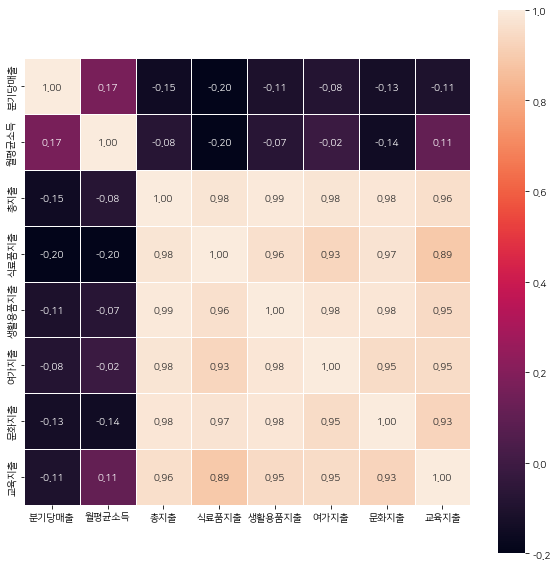 분기당매출 1.00 0.17 -0.15 -0.20 -0.11 -0.08 -0.13 -0.11
월평균소득 0.17 1.00 -0.08 -0.20 -0.07 -0.02 -0.14 0.11
총지출 -0.15 -0.08 1.00 0.98 0.99 0.98 0.98 0.96
식료품지출 -0.20 -0.20 0.98 1.00 0.96 0.93 0.97 0.89
생활용품지출 -0.11 -0.07 0.99 0.96 1.00 0.98 0.98 0.95
여가지출 -0.08 -0.02 0.98 0.93 0.98 1.00 0.95 0.95
문화지출 -0.13 -0.14 0.98 0.97 0.98 0.95 1.00 0.93
교육지출 -0.11 0.11 0.96 0.89 0.95 0.95 0.93 1.00
분기당매출 월평균소득 총지출 식료품지출 생활용품지출 여가지출 문화지출 교육지출
1.0
0.8
0.6
0.4
0.2
0.0
-0.2